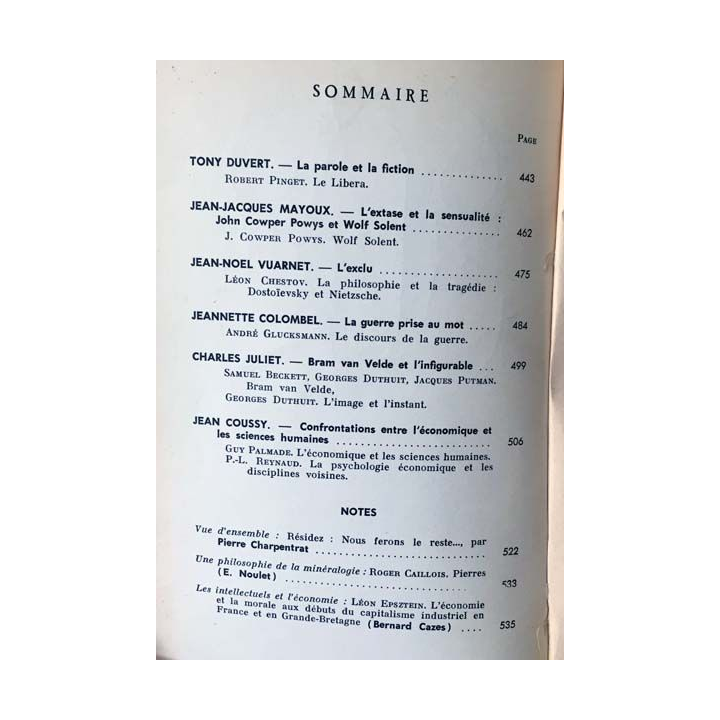 SOMMAIRE
PAGE
TONY DUVERT. — La parole et la fiction .............. 443
ROBERT PINGET. Le Libera.
JEAN-JACQUES MAYOUX. — L'extase et la sensualité :
John Cowper Powys et Wolf Solent ............... 462
J. COWPER POWYS. Wolf Solent.
JEAN-NOEL VUARNET. — L'exclu .................... 475
LÉON CHESTOV. La philosophie et la tragédie :
Dostoïevsky et Nietzsche.
JEANNETTE COLOMBEL. — La guerre prise au mot ..... 484
ANDRÉ GLUCKSMANN. Le discours de la guerre.
CHARLES JULIET. — Bram van Velde et l'infigurable ... 499
SAMUEL BECKETT, GEORGES DUTHUIT, JACQUES PUTMAN.
Bram van Velde,
GEORGES DUTHUIT. L'image et l'instant.
JEAN COUSSY. — Confrontations entre l'économique et
les sciences humaines .......................... 506
GUY PALMADE. L'économique et les sciences humaines.
P.-L. REYNAUD. La psychologie économique et les
disciplines voisines.
NOTES
Vue d'ensemble : Résidez : Nous ferons le reste..., par
Pierre Charpentrat ............................ 522
Une philosophie de la minéralogie : ROGER CAILLOIS. Pierres
(E. Noulet) .............................. 533
Les intellectuels et l'économie : LÉON EPSZTEIN. L'économie
et la morale aux débuts du capitalisme industriel en
France et en Grande-Bretagne (Bernard Cazes) .... 535